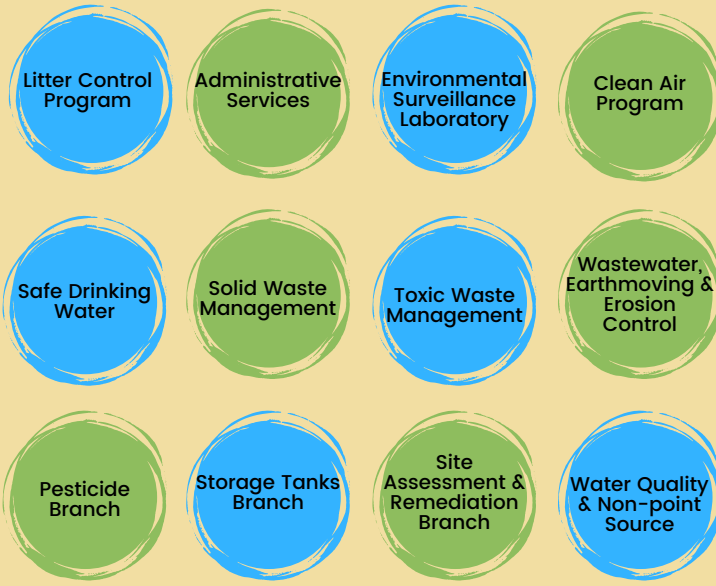 Litter Control
Program
Administrative
Services
Environmental
Surveillance
Laboratory
Clean Air
Program
Safe Drinking
Water
Solid Waste
Management
Toxic Waste
Management
Wastewater,
Earthmoving &
Erosion
Control
Pesticide
Branch
Storage Tanks
Branch
Site
Assessment &
Remediation
Branch
Water Quality
& Non-point
Source